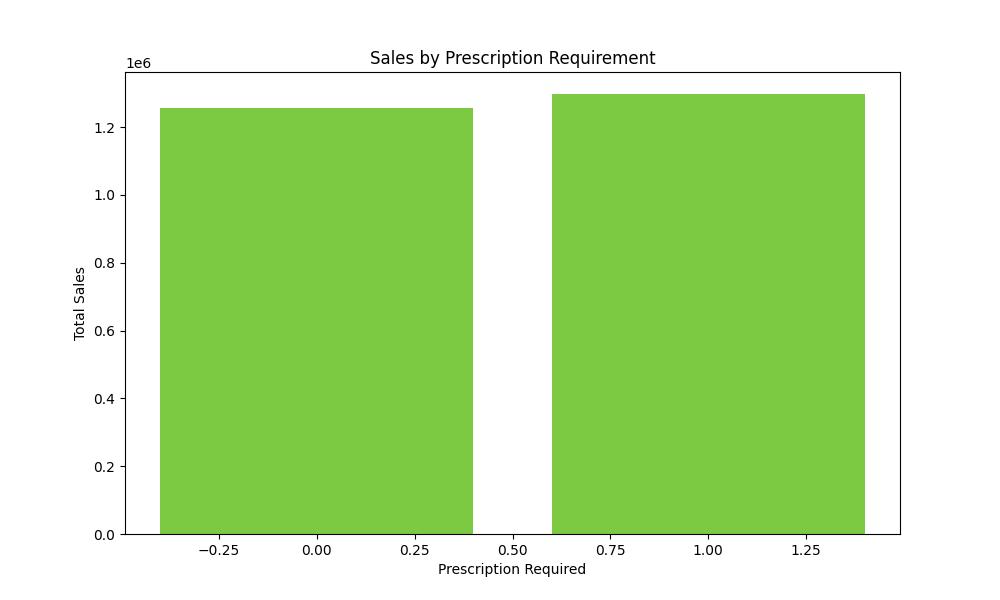 Sales by Prescription Requirement
1e6
1.2
1.0
0.8
0.6
0.4
0.2
0.0
Total Sales
−0.25 0.00 0.25 0.50 0.75 1.00 1.25
Prescription Required